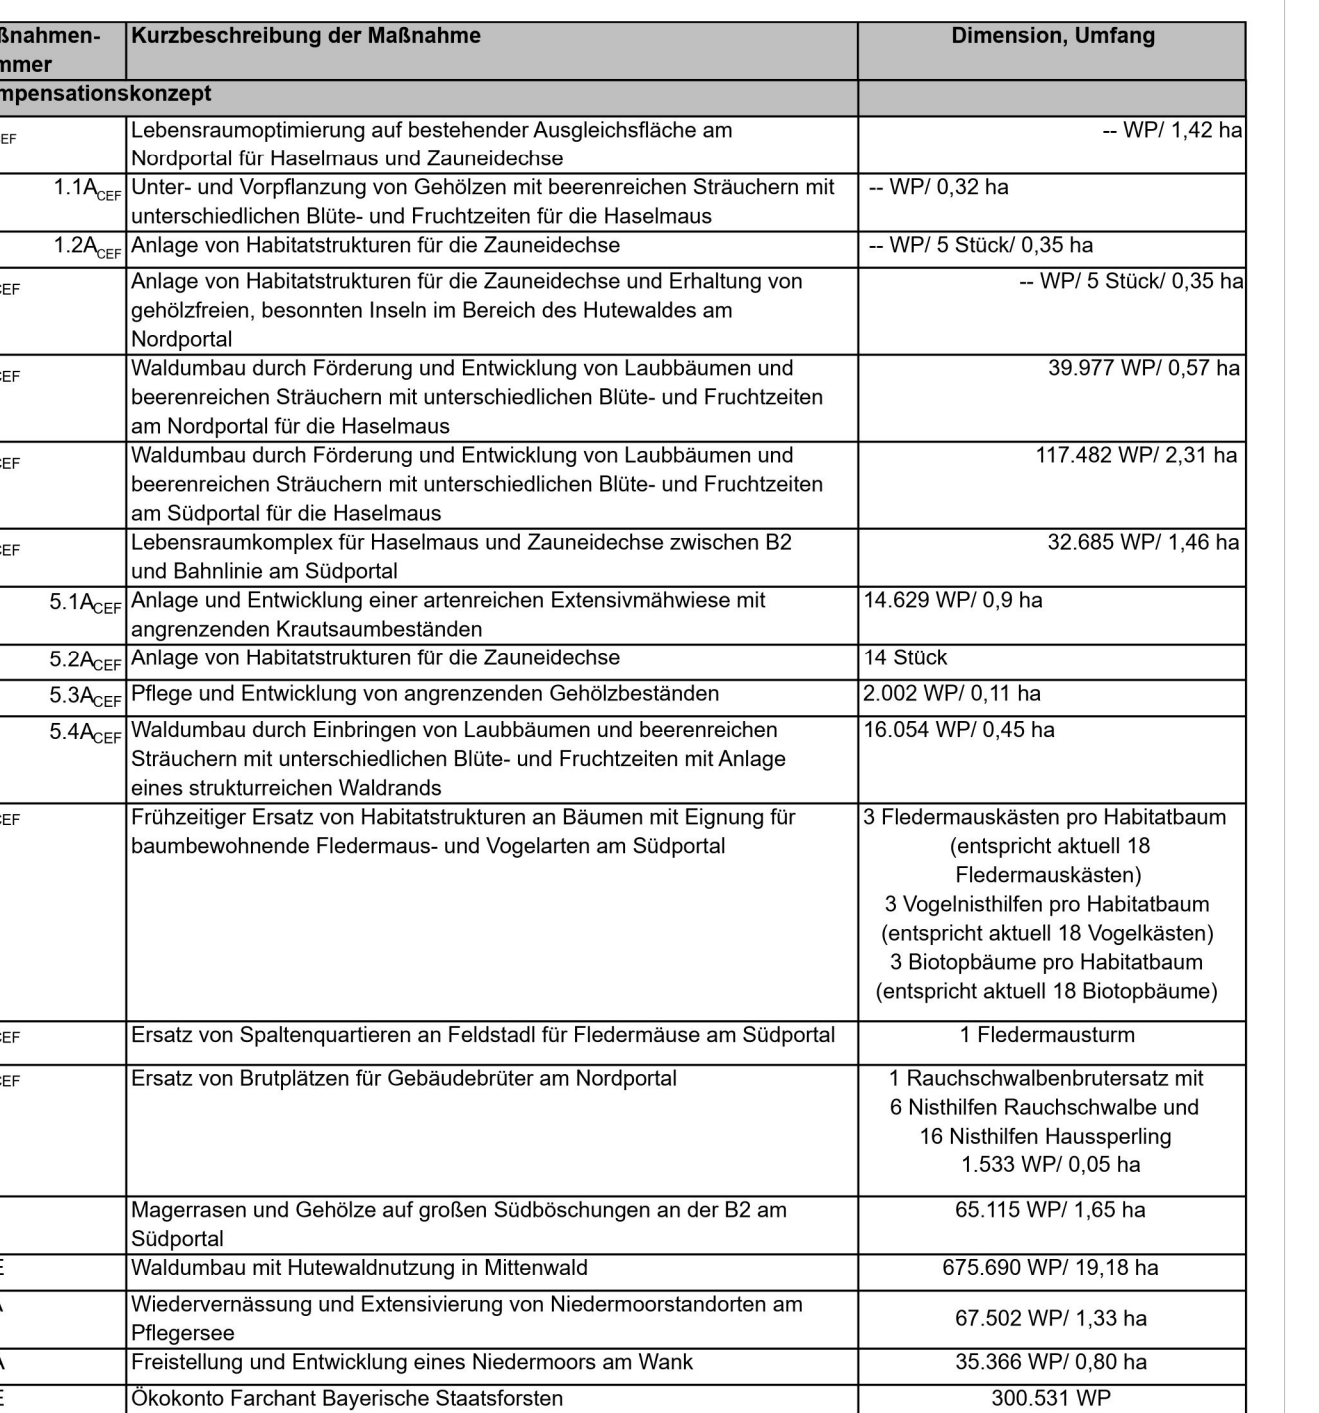 ßnahmen-
mmer
Kurzbeschreibung der Maßnahme
Dimension, Umfang
mpensationskonzept
CEF
Lebensraumoptimierung auf bestehender Ausgleichsfläche am
Nordportal für Haselmaus und Zauneidechse
-- WP/ 1,42 ha
1.1ACEF
Unter- und Vorpflanzung von Gehölzen mit beerenreichen Sträuchern mit
unterschiedlichen Blüte- und Fruchtzeiten für die Haselmaus
-- WP/ 0,32 ha
1.2ACEF
Anlage von Habitatstrukturen für die Zauneidechse
-- WP/ 5 Stück/ 0,35 ha
CEF
Anlage von Habitatstrukturen für die Zauneidechse und Erhaltung von
gehölzfreien, besonnten Inseln im Bereich des Hutewaldes am
Nordportal
-- WP/ 5 Stück/ 0,35 ha
CEF
Waldumbau durch Förderung und Entwicklung von Laubbäumen und
beerenreichen Sträuchern mit unterschiedlichen Blüte- und Fruchtzeiten
am Nordportal für die Haselmaus
39.977 WP/ 0,57 ha
CEF
Waldumbau durch Förderung und Entwicklung von Laubbäumen und
beerenreichen Sträuchern mit unterschiedlichen Blüte- und Fruchtzeiten
am Südportal für die Haselmaus
117.482 WP/ 2,31 ha
CEF
Lebensraumkomplex für Haselmaus und Zauneidechse zwischen B2
und Bahnlinie am Südportal
32.685 WP/ 1,46 ha
5.1ACEF
Anlage und Entwicklung einer artenreichen Extensivmähwiese mit
angrenzenden Krautsaumbeständen
14.629 WP/ 0,9 ha
5.2ACEF
Anlage von Habitatstrukturen für die Zauneidechse
14 Stück
5.3ACEF
Pflege und Entwicklung von angrenzenden Gehölzbeständen
2.002 WP/ 0,11 ha
5.4ACEF
Waldumbau durch Einbringen von Laubbäumen und beerenreichen
Sträuchern mit unterschiedlichen Blüte- und Fruchtzeiten mit Anlage
eines strukturreichen Waldrands
16.054 WP/ 0,45 ha
CEF
Frühzeitiger Ersatz von Habitatstrukturen an Bäumen mit Eignung für
baumbewohnende Fledermaus- und Vogelarten am Südportal
3 Fledermauskästen pro Habitatbaum
(entspricht aktuell 18
Fledermauskästen)
3 Vogelnisthilfen pro Habitatbaum
(entspricht aktuell 18 Vogelkästen)
3 Biotopbäume pro Habitatbaum
(entspricht aktuell 18 Biotopbäume)
CEF
Ersatz von Spaltenquartieren an Feldstadl für Fledermäuse am Südportal
1 Fledermausturm
CEF
Ersatz von Brutplätzen für Gebäudebrüter am Nordportal
1 Rauchschwalbenbrutersatz mit
6 Nisthilfen Rauchschwalbe und
16 Nisthilfen Haussperling
1.533 WP/ 0,05 ha
Magerrasen und Gehölze auf großen Südböschungen an der B2 am
Südportal
65.115 WP/ 1,65 ha
E
Waldumbau mit Hutewaldnutzung in Mittenwald
675.690 WP/ 19,18 ha
A
Wiedervernässung und Extensivierung von Niedermoorstandorten am
Pflegersee
67.502 WP/ 1,33 ha
A
Freistellung und Entwicklung eines Niedermoors am Wank
35.366 WP/ 0,80 ha
E
Ökokonto Farchant Bayerische Staatsforsten
300.531 WP